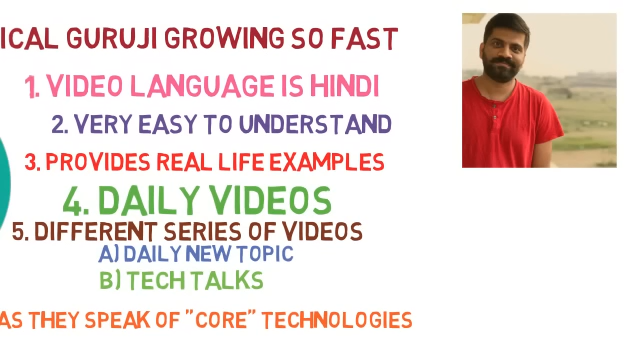 ICAL GURUJI GROWING SO FAST
1. VIDEO LANGUAGE IS HINDI
2. VERY EASY TO UNDERSTAND
3. PROVIDES REAL LIFE EXAMPLES
4. DAILY VIDEOS
5. DIFFERENT SERIES OF VIDEOS
A) DAILY NEW TOPIC
B) TECH TALKS
AS THEY SPEAK OF "CORE" TECHNOLOGIES